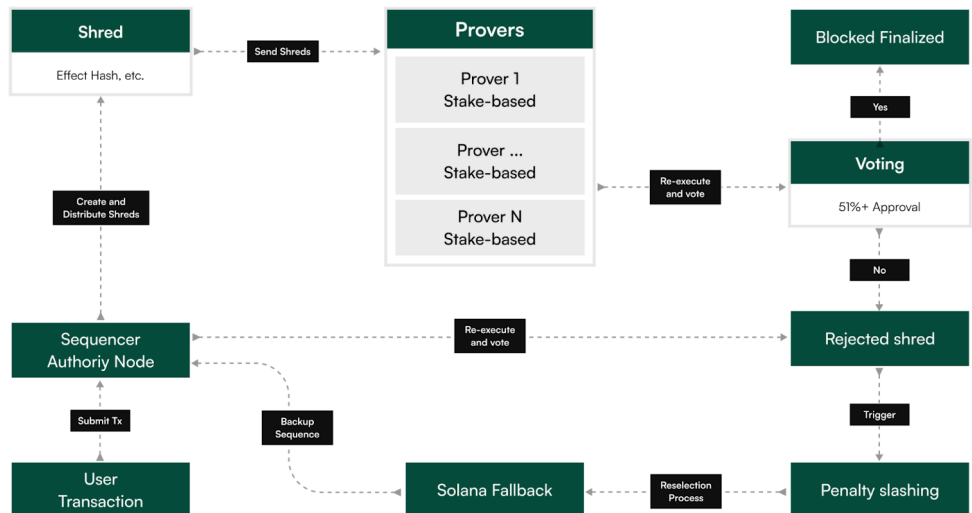 Shred
Effect Hash, etc.
Send Shreds
Provers
Prover 1
Stake-based
Prover ...
Stake-based
Prover N
Stake-based
Blocked Finalized
Yes
Voting
51%+ Approval
Re-execute
and vote
No
Create and
Distribute Shreds
Sequencer
Authoriy Node
Re-execute
and vote
Rejected shred
Submit Tx
Backup
Sequence
Trigger
User
Transaction
Solana Fallback
Reselection
Process
Penalty slashing